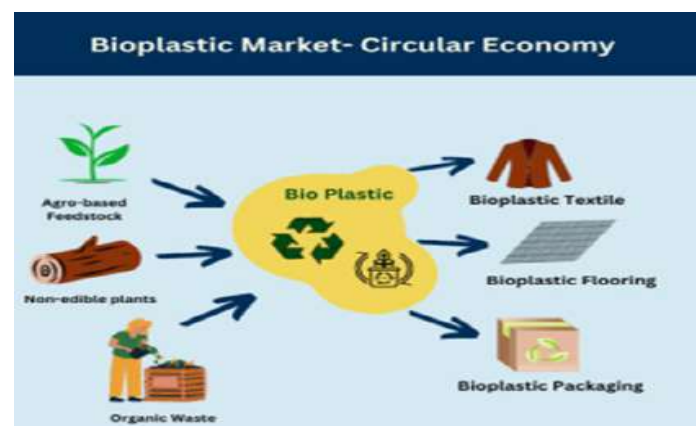 Bioplastic Market- Circular Economy
Agro-based
Feedstock
Non-edible plants
Organic Waste
Bio Plastic
Bioplastic Textile
Bioplastic Flooring
Bioplastic Packaging